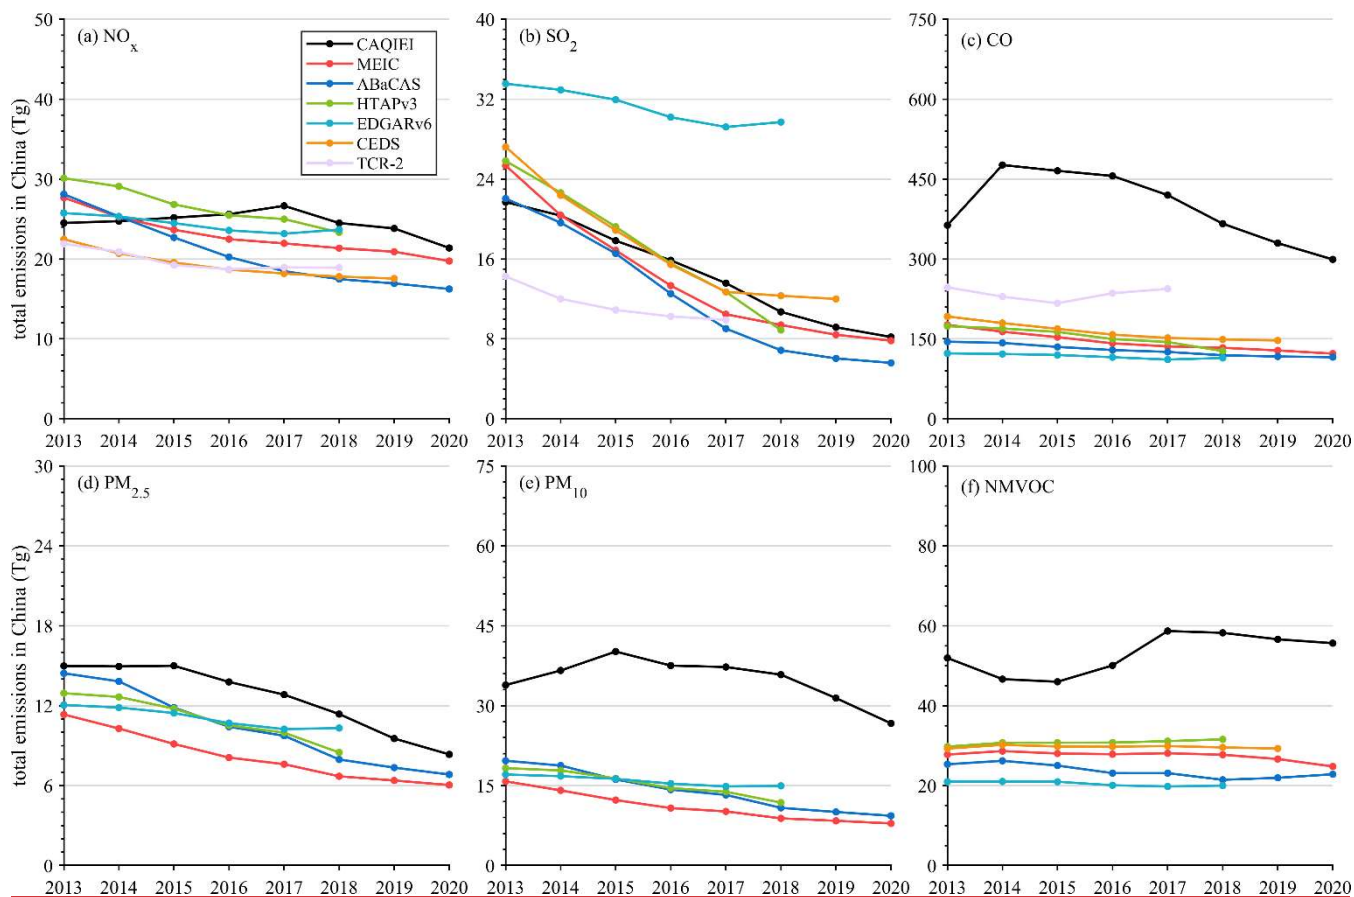 (a) NOx
CAQIEI
MEIC
ABaCAS
HTAPv3
EDGARv6
CEDS
TCR-2
total emissions in China (Tg)
50
40
30
20
10
0
2013 2014 2015 2016 2017 2018 2019 2020
(b) SO2
40
32
24
16
8
0
2013 2014 2015 2016 2017 2018 2019 2020
(c) CO
750
600
450
300
150
0
2013 2014 2015 2016 2017 2018 2019 2020
(d) PM2.5
total emissions in China (Tg)
30
24
18
12
6
0
2013 2014 2015 2016 2017 2018 2019 2020
(e) PM10
75
60
45
30
15
0
2013 2014 2015 2016 2017 2018 2019 2020
(f) NMVOC
100
80
60
40
20
0
2013 2014 2015 2016 2017 2018 2019 2020